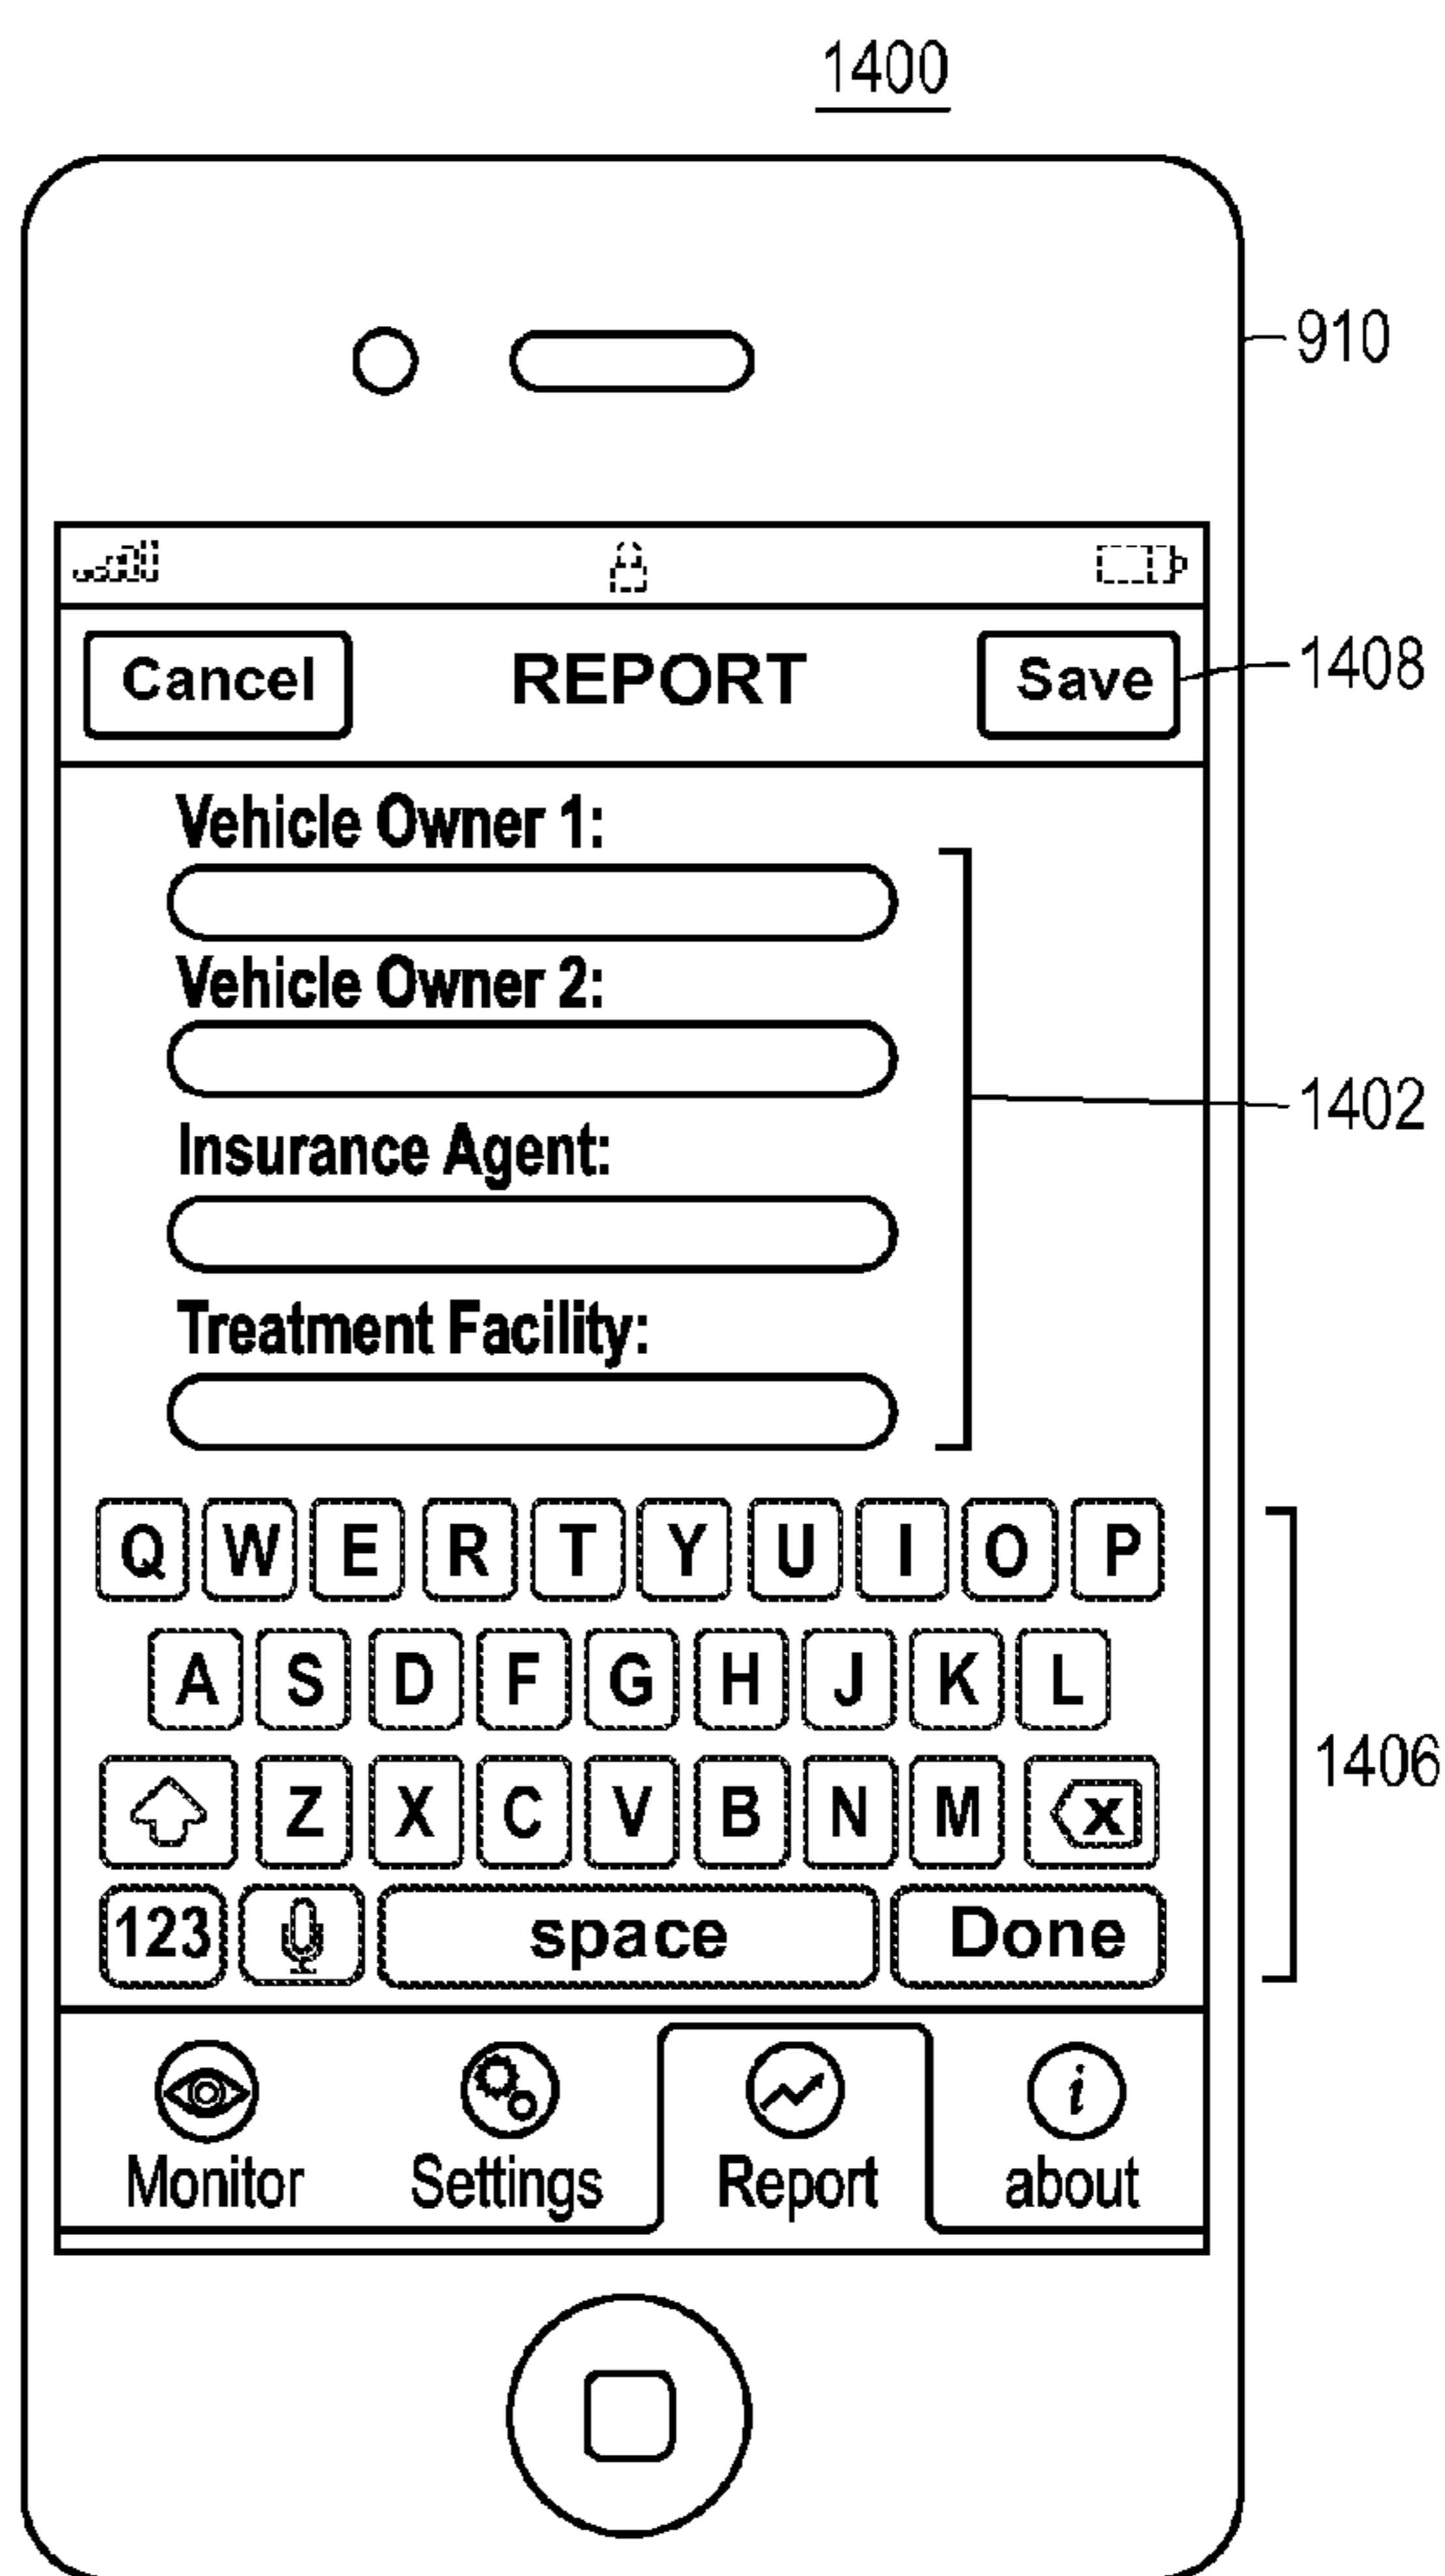 1400
910
Cancel REPORT Save
1408
Vehicle Owner 1:
Vehicle Owner 2:
1402
Insurance Agent:
Treatment Facility:
Q W E R T Y U I O P
A S D F G H J K L
1406
Z X C V B N M X
123 space Done
Monitor Settings Report about